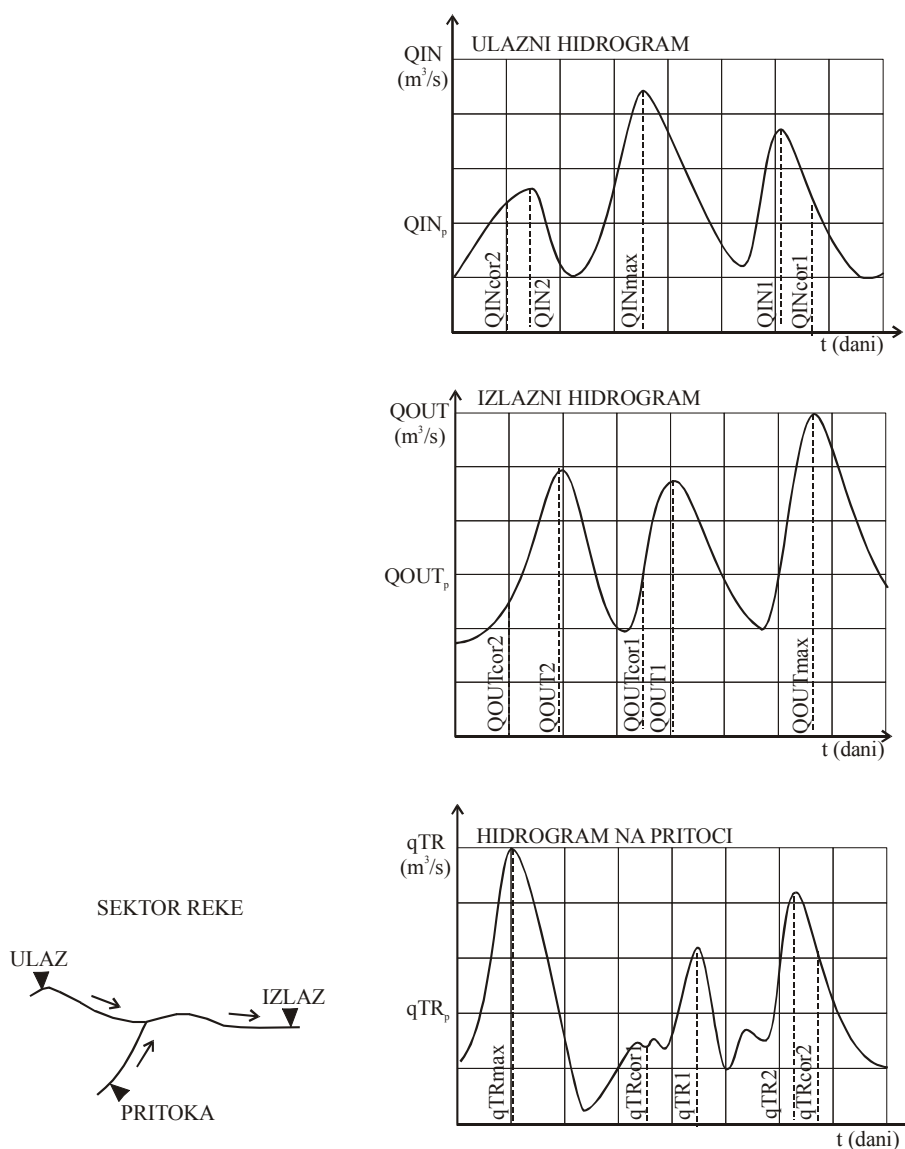 ULAZNI HIDROGRAM
QIN
(m³/s)
QINₚ
QINcor2
QIN2
QINmax
QIN1
QINcor1
t (dani)
IZLAZNI HIDROGRAM
QOUT
(m³/s)
QOUTₚ
QOUTcor2
QOUT2
QOUTcor1
QOUT1
QOUTmax
t (dani)
HIDROGRAM NA PRITOCI
qTR
(m³/s)
qTRₚ
qTRmax
qTRcor1
qTR1
qTR2
qTRcor2
t (dani)
SEKTOR REKE
ULAZ
IZLAZ
PRITOKA